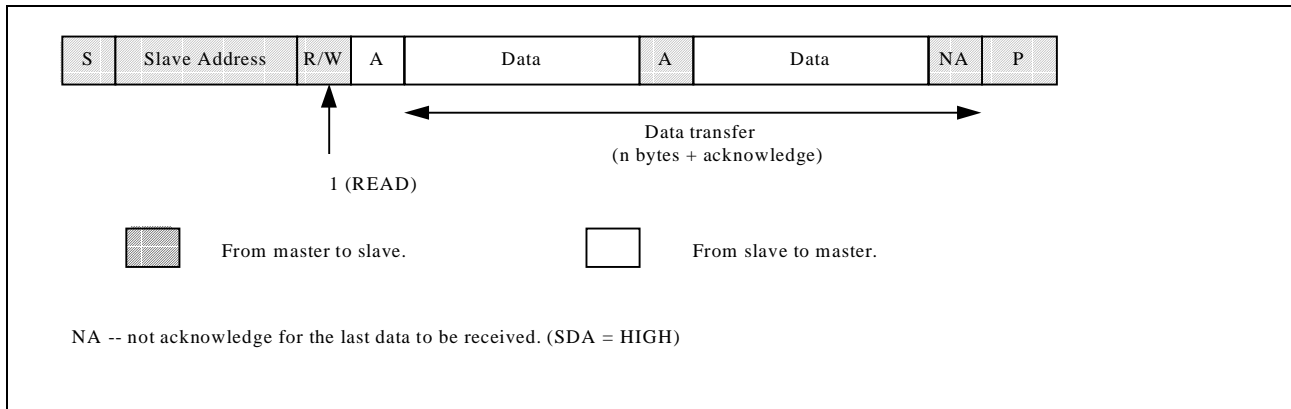 S Slave Address R/W A Data A Data NA P
Data transfer
(n bytes + acknowledge)
1 (READ)
From master to slave. From slave to master.
NA -- not acknowledge for the last data to be received. (SDA = HIGH)